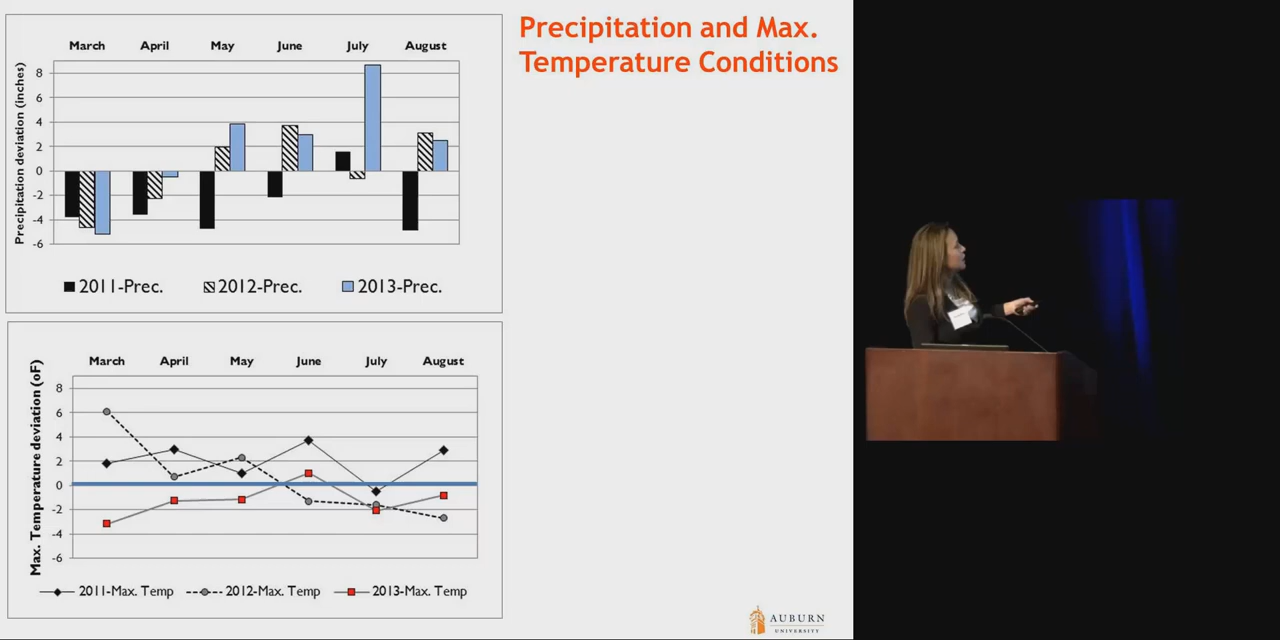 Precipitation and Max.
Temperature Conditions
March April May June July August
Precipitation deviation (inches)
8
6
4
2
0
-2
-4
-6
2011-Prec. 2012-Prec. 2013-Prec.
March April May June July August
Max. Temperature deviation (oF)
8
6
4
2
0
-2
-4
-6
2011-Max. Temp 2012-Max. Temp 2013-Max. Temp
AUBURN
UNIVERSITY